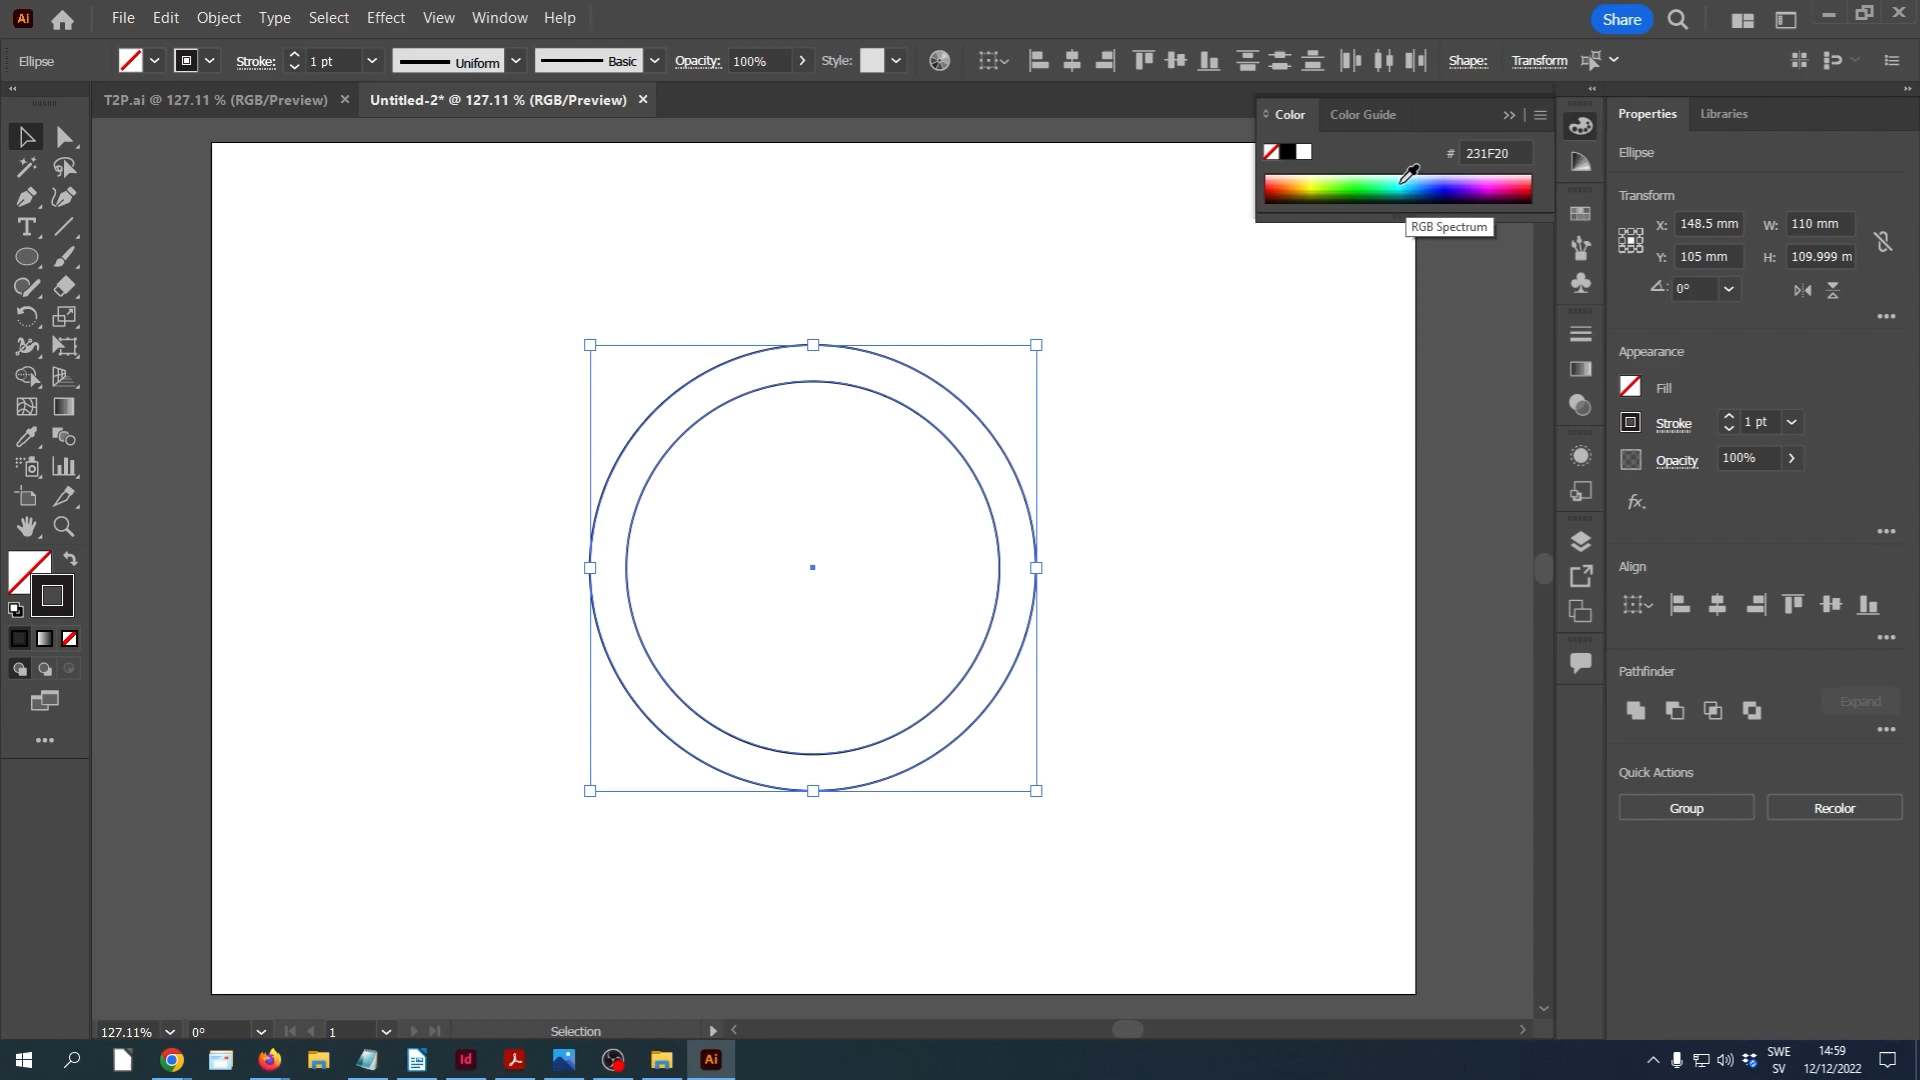 Ai File Edit Object Type Select Effect View Window Help Share
Ellipse Stroke: 1 pt Uniform Basic Opacity: 100% Style: Shape: Transform
T2P.ai @ 127.11 % (RGB/Preview) Untitled-2* @ 127.11 % (RGB/Preview)
Color Color Guide
# 231F20
RGB Spectrum
Properties Libraries
Ellipse
Transform
X: 148.5 mm W: 110 mm
Y: 105 mm H: 109.999 m
0°
Appearance
Fill
Stroke 1 pt
Opacity 100%
fx.
Align
Pathfinder
Expand
Quick Actions
Group Recolor
127.11% 0° 1 Selection
Id Ai
SWE
SV
14:59
12/12/2022